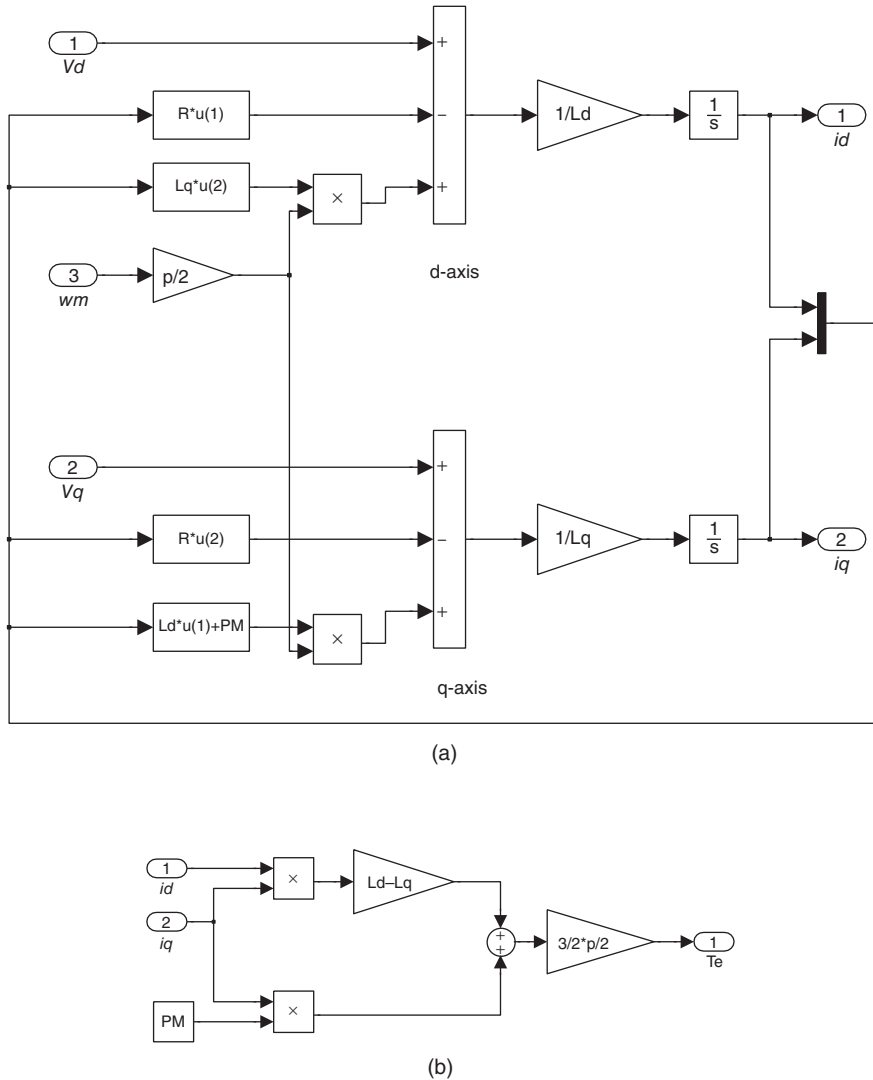 1
Vd
+
R*u(1)
−
1/Ld
1
s
1
id
Lq*u(2)
×
+
3
wm
p/2
d-axis
2
Vq
+
R*u(2)
−
1/Lq
1
s
2
iq
Ld*u(1)+PM
×
+
q-axis
(a)
1
id
×
Ld–Lq
2
iq
+
+
3/2*p/2
1
Te
PM
×
(b)